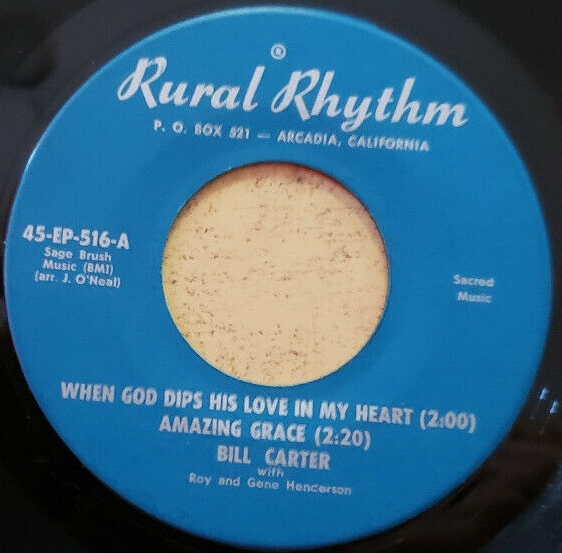 ®
Rural Rhythm
P. O. BOX 521 — ARCADIA, CALIFORNIA
45-EP-516-A
Sage Brush
Music (BMI)
(arr. J. O'Neal)
Sacred
Music
WHEN GOD DIPS HIS LOVE IN MY HEART (2:00)
AMAZING GRACE (2:20)
BILL CARTER
with
Roy and Gene Henderson